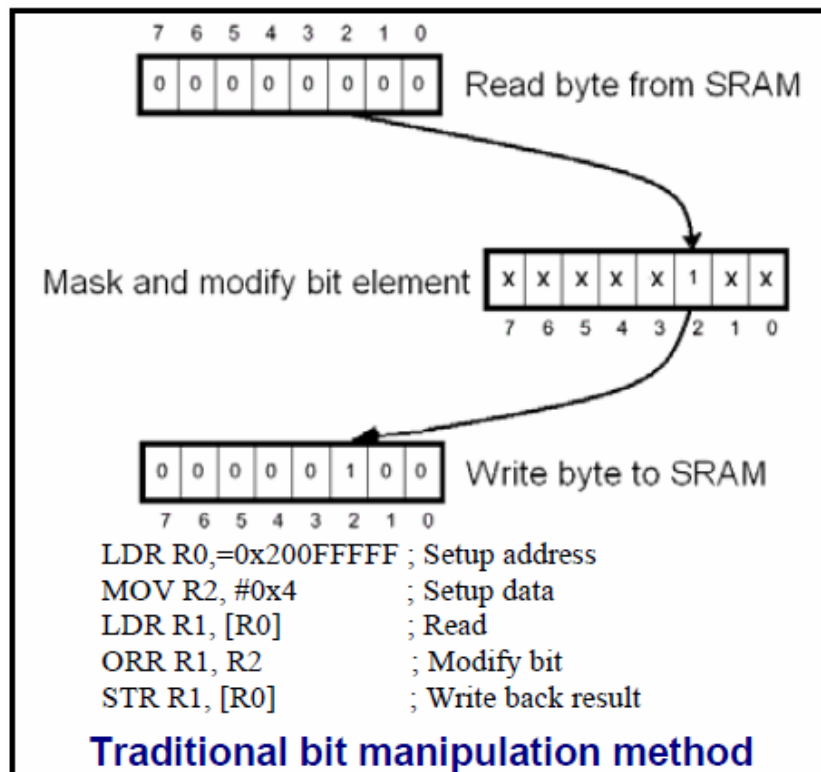 7 6 5 4 3 2 1 0
0 0 0 0 0 0 0 0 Read byte from SRAM
Mask and modify bit element x x x x x 1 x x
7 6 5 4 3 2 1 0
0 0 0 0 0 1 0 0 Write byte to SRAM
7 6 5 4 3 2 1 0
LDR R0,=0x200FFFFF ; Setup address
MOV R2, #0x4 ; Setup data
LDR R1, [R0] ; Read
ORR R1, R2 ; Modify bit
STR R1, [R0] ; Write back result
Traditional bit manipulation method